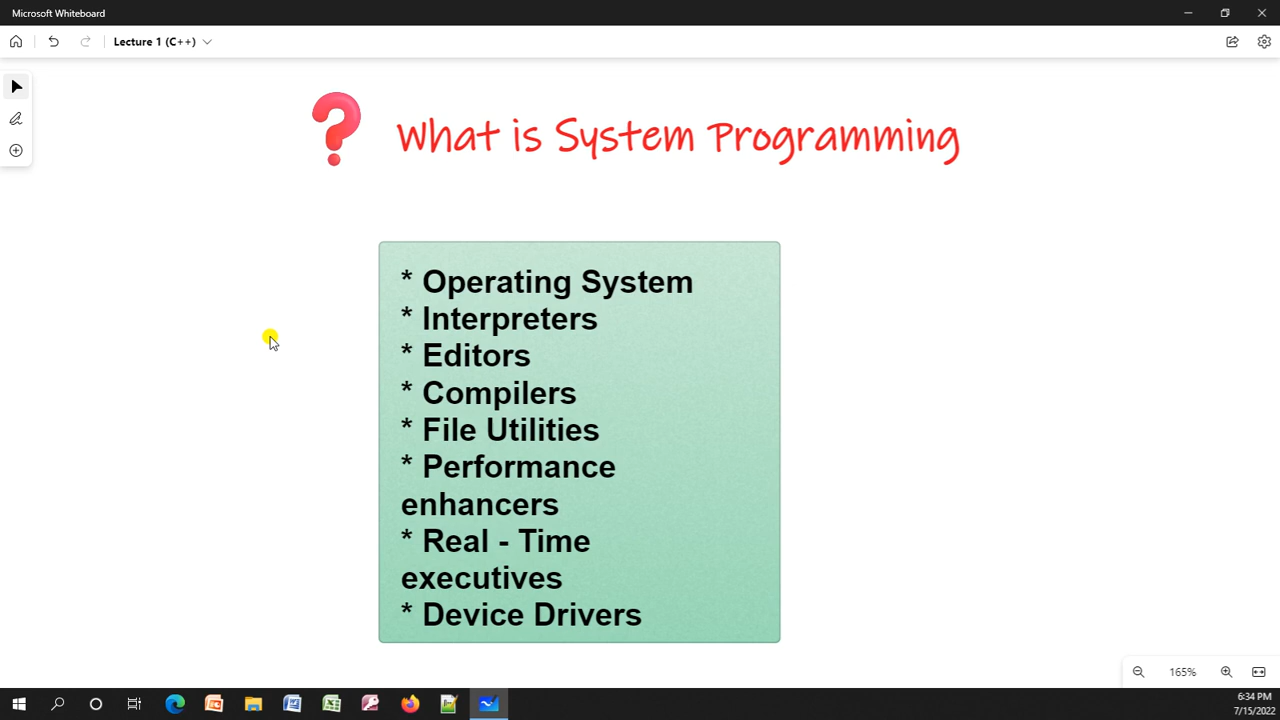 Microsoft Whiteboard
Lecture 1 (C++)
What is System Programming
* Operating System
* Interpreters
* Editors
* Compilers
* File Utilities
* Performance
enhancers
* Real - Time
executives
* Device Drivers
165%
6:34 PM
7/15/2022